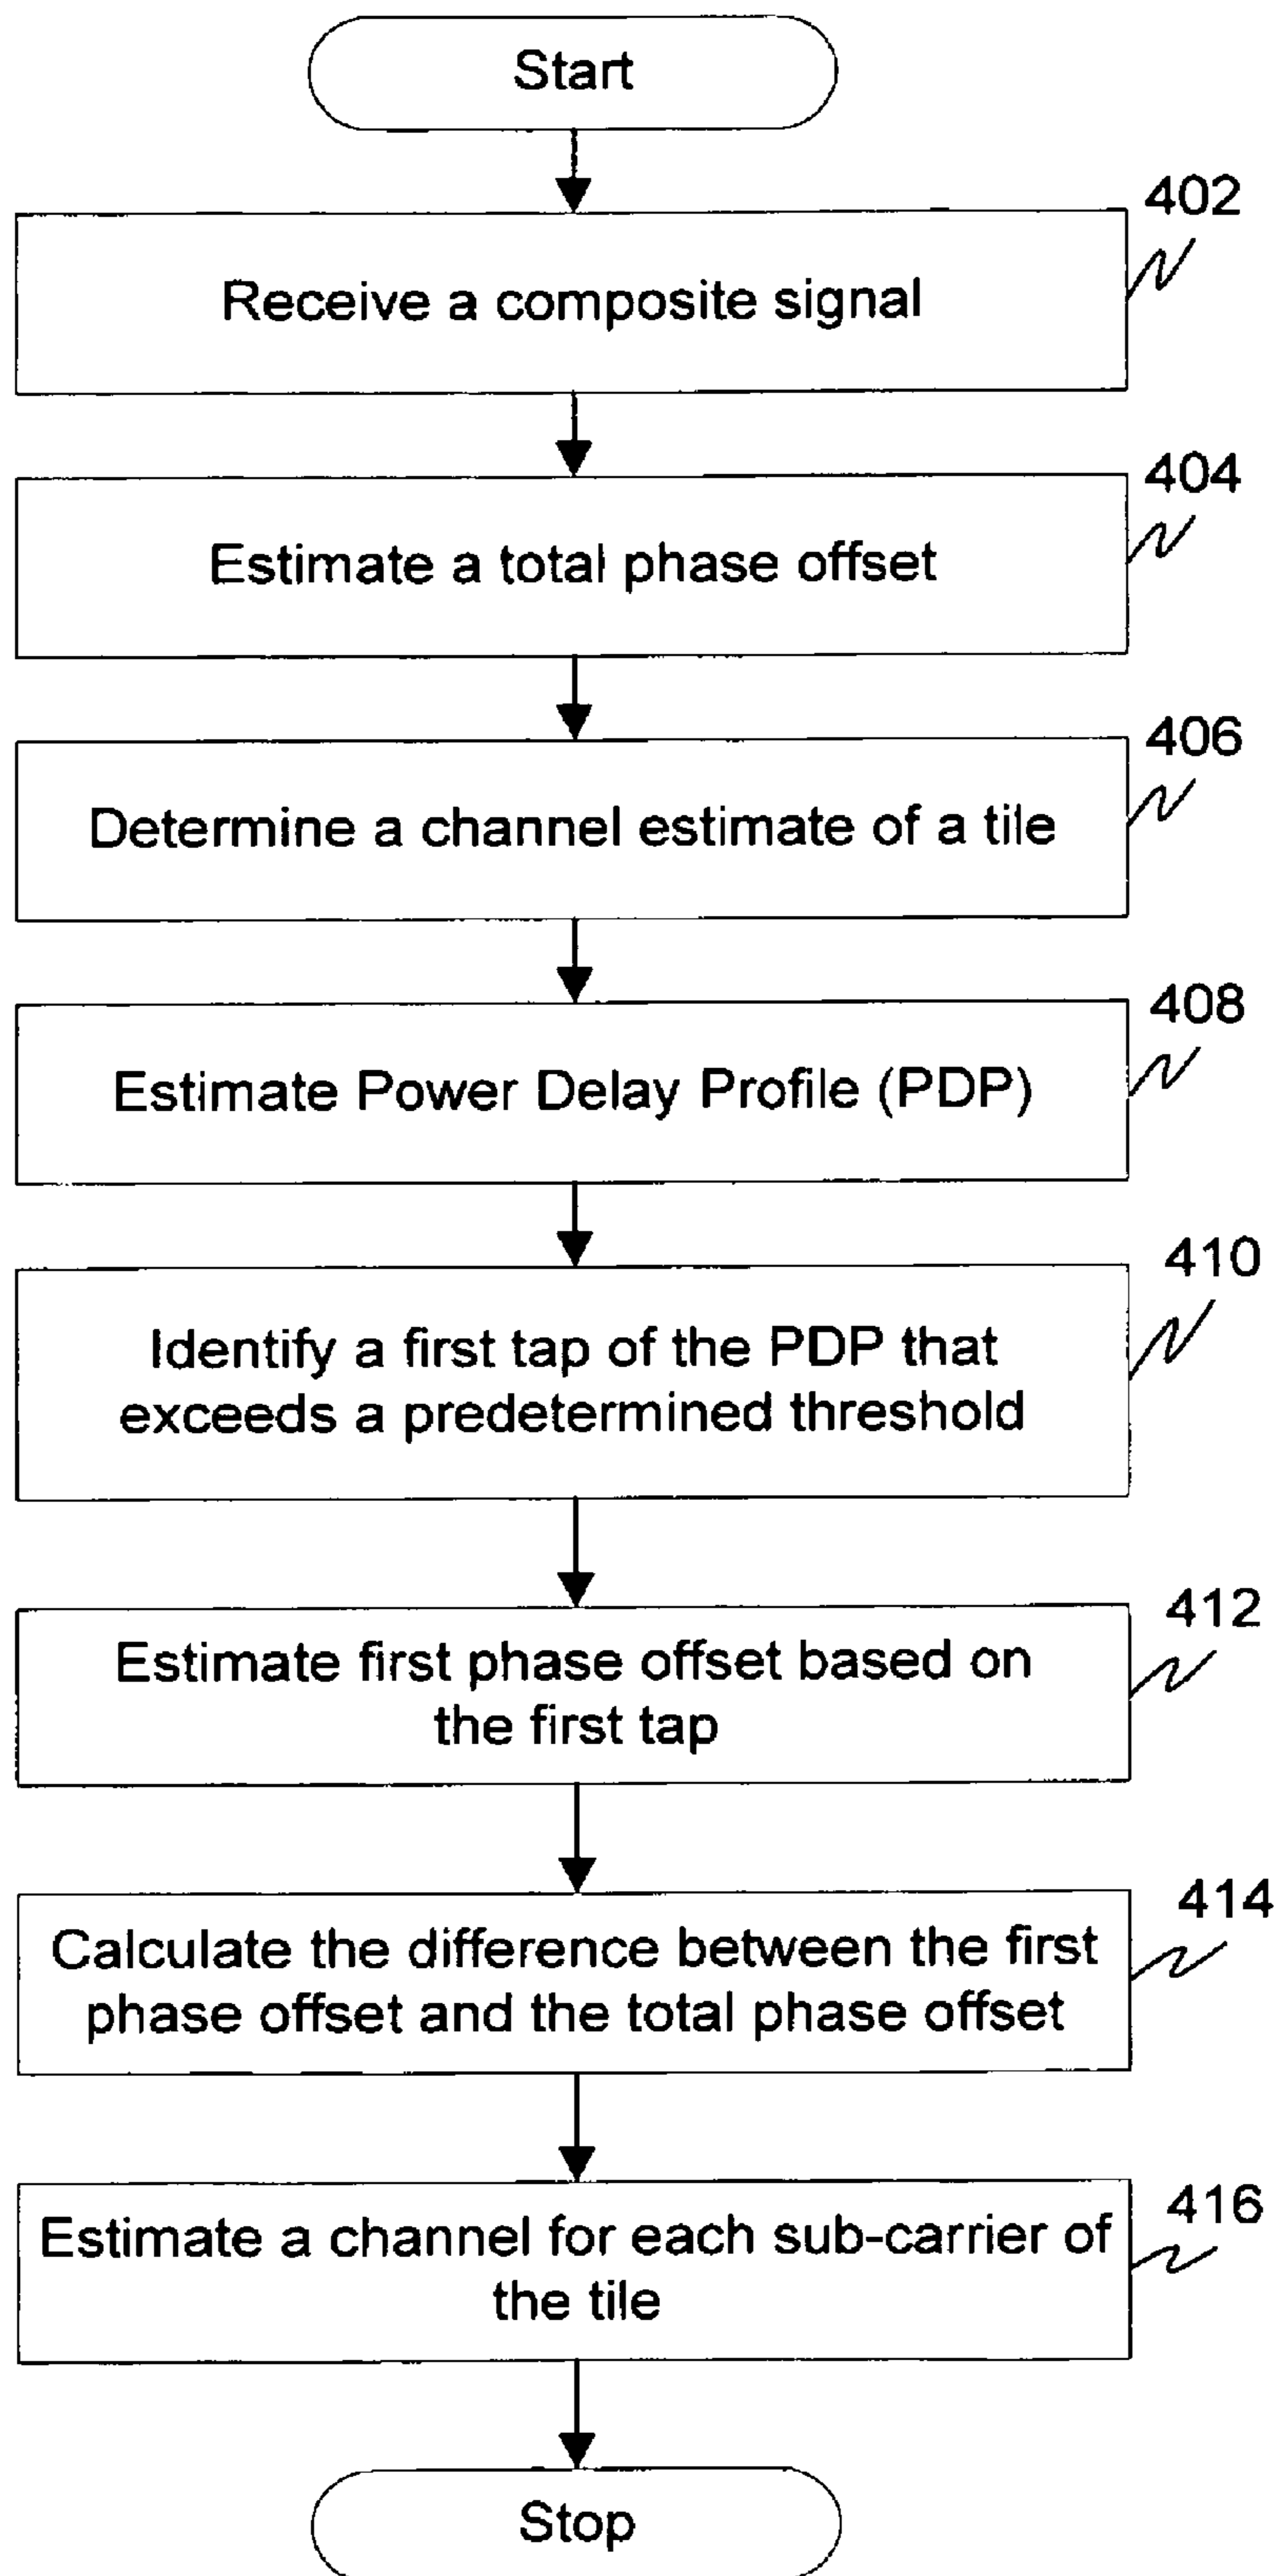 Start
402
Receive a composite signal
404
Estimate a total phase offset
406
Determine a channel estimate of a tile
408
Estimate Power Delay Profile (PDP)
410
Identify a first tap of the PDP that
exceeds a predetermined threshold
412
Estimate first phase offset based on
the first tap
414
Calculate the difference between the first
phase offset and the total phase offset
416
Estimate a channel for each sub-carrier of
the tile
Stop